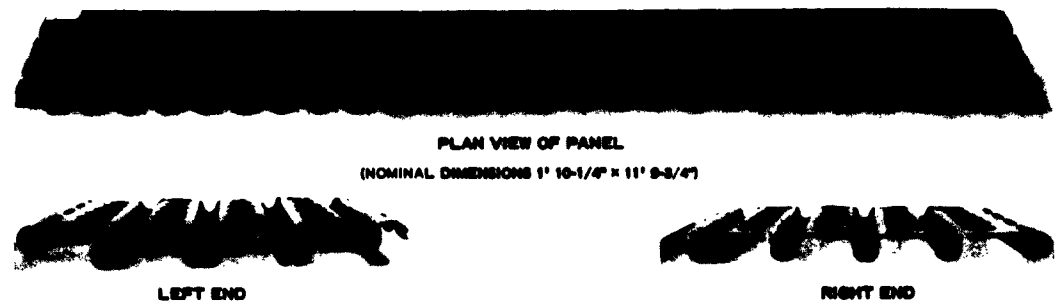 PLAN VIEW OF PANEL
(NOMINAL DIMENSIONS 1' 10-1/4" × 11' 9-3/4")
LEFT END
RIGHT END